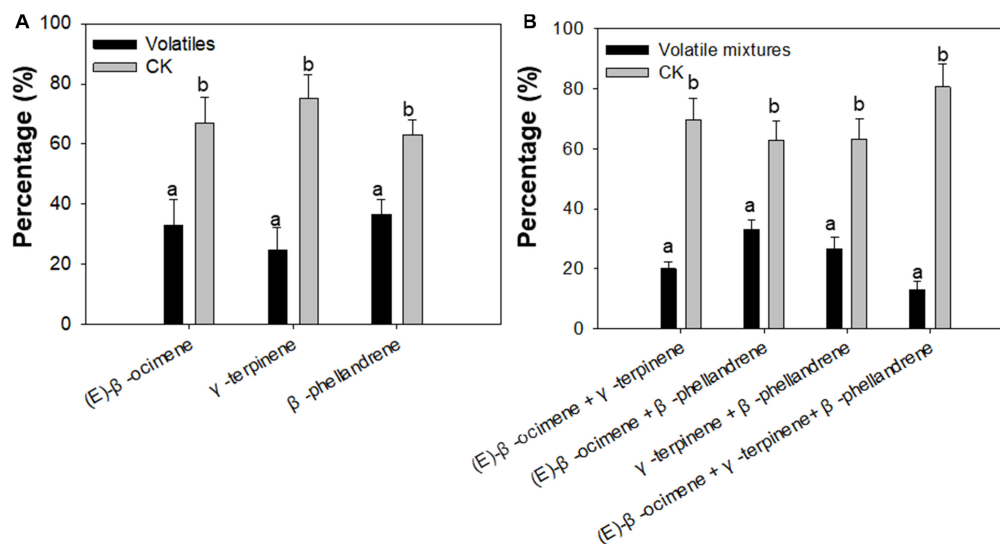 A
Percentage (%)
100
80
60
40
20
0
Volatiles
CK
a
b
a
b
a
b
(E)-β -ocimene
γ -terpinene
β -phellandrene
B
Percentage (%)
100
80
60
40
20
0
Volatile mixtures
CK
a
b
a
b
a
b
a
b
(E)-β -ocimene + γ -terpinene
(E)-β -ocimene + β -phellandrene
γ -terpinene + β -phellandrene
(E)-β -ocimene + γ -terpinene+ β -phellandrene